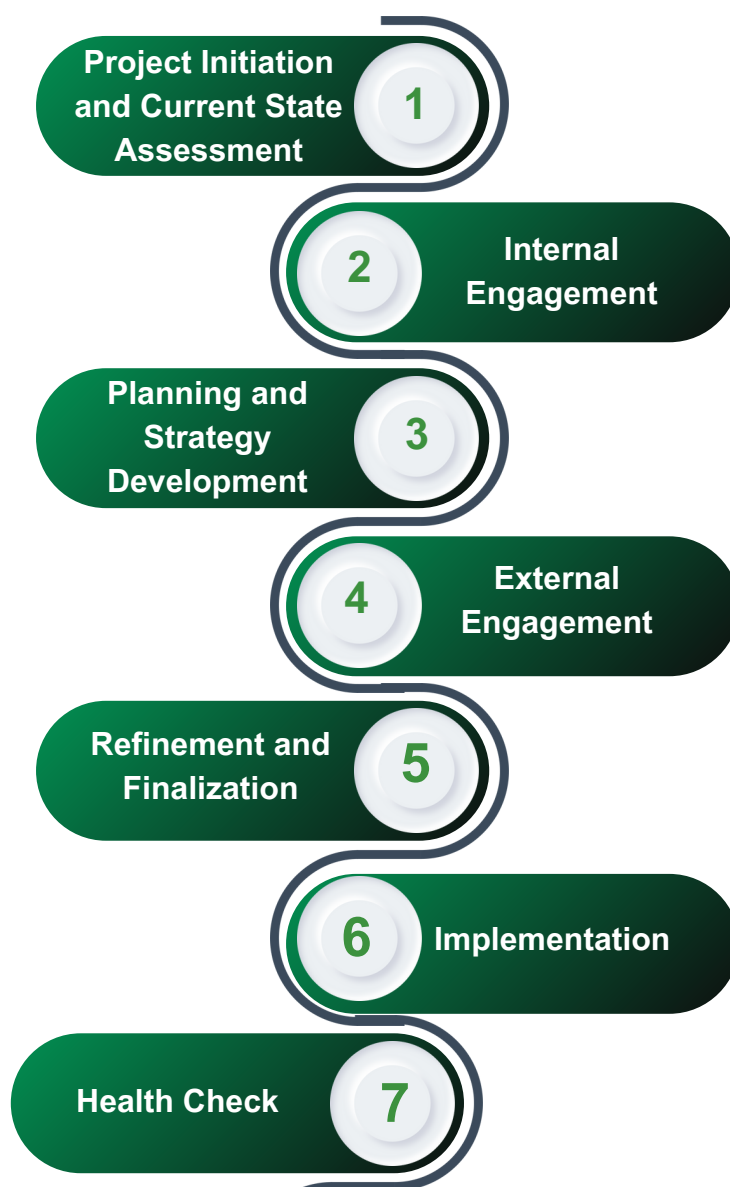 Project Initiation
and Current State
Assessment
1
2
Internal
Engagement
Planning and
Strategy
Development
3
4
External
Engagement
Refinement and
Finalization
5
6
Implementation
Health Check
7